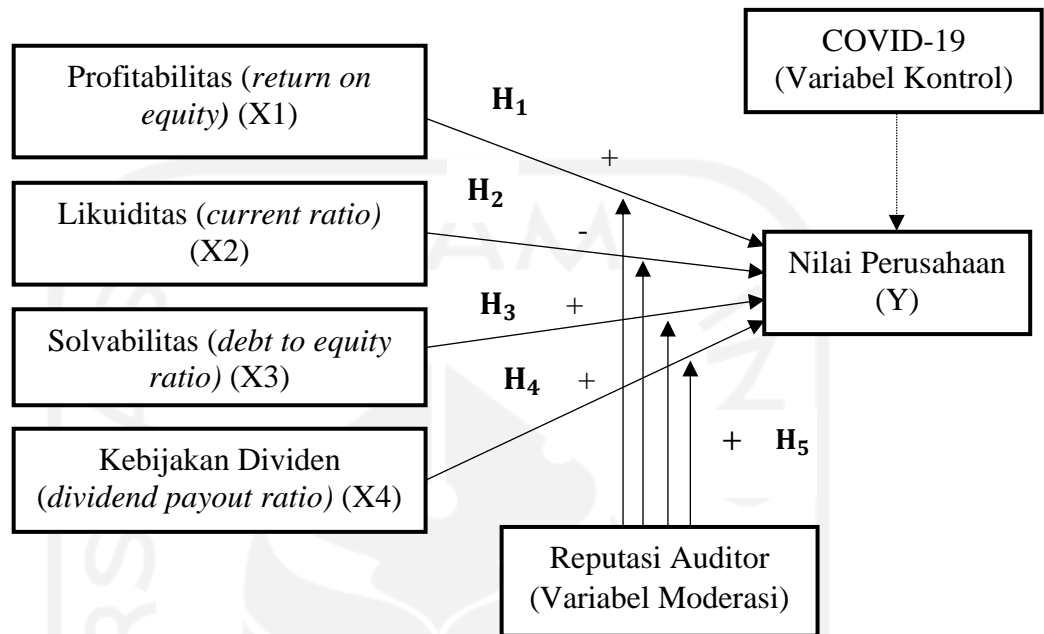 COVID-19
(Variabel Kontrol)
Profitabilitas (return on
equity) (X1)
H1
+
Likuiditas (current ratio)
(X2)
H2
-
Nilai Perusahaan
(Y)
Solvabilitas (debt to equity
ratio) (X3)
H3 +
H4 +
Kebijakan Dividen
(dividend payout ratio) (X4)
+ H5
Reputasi Auditor
(Variabel Moderasi)